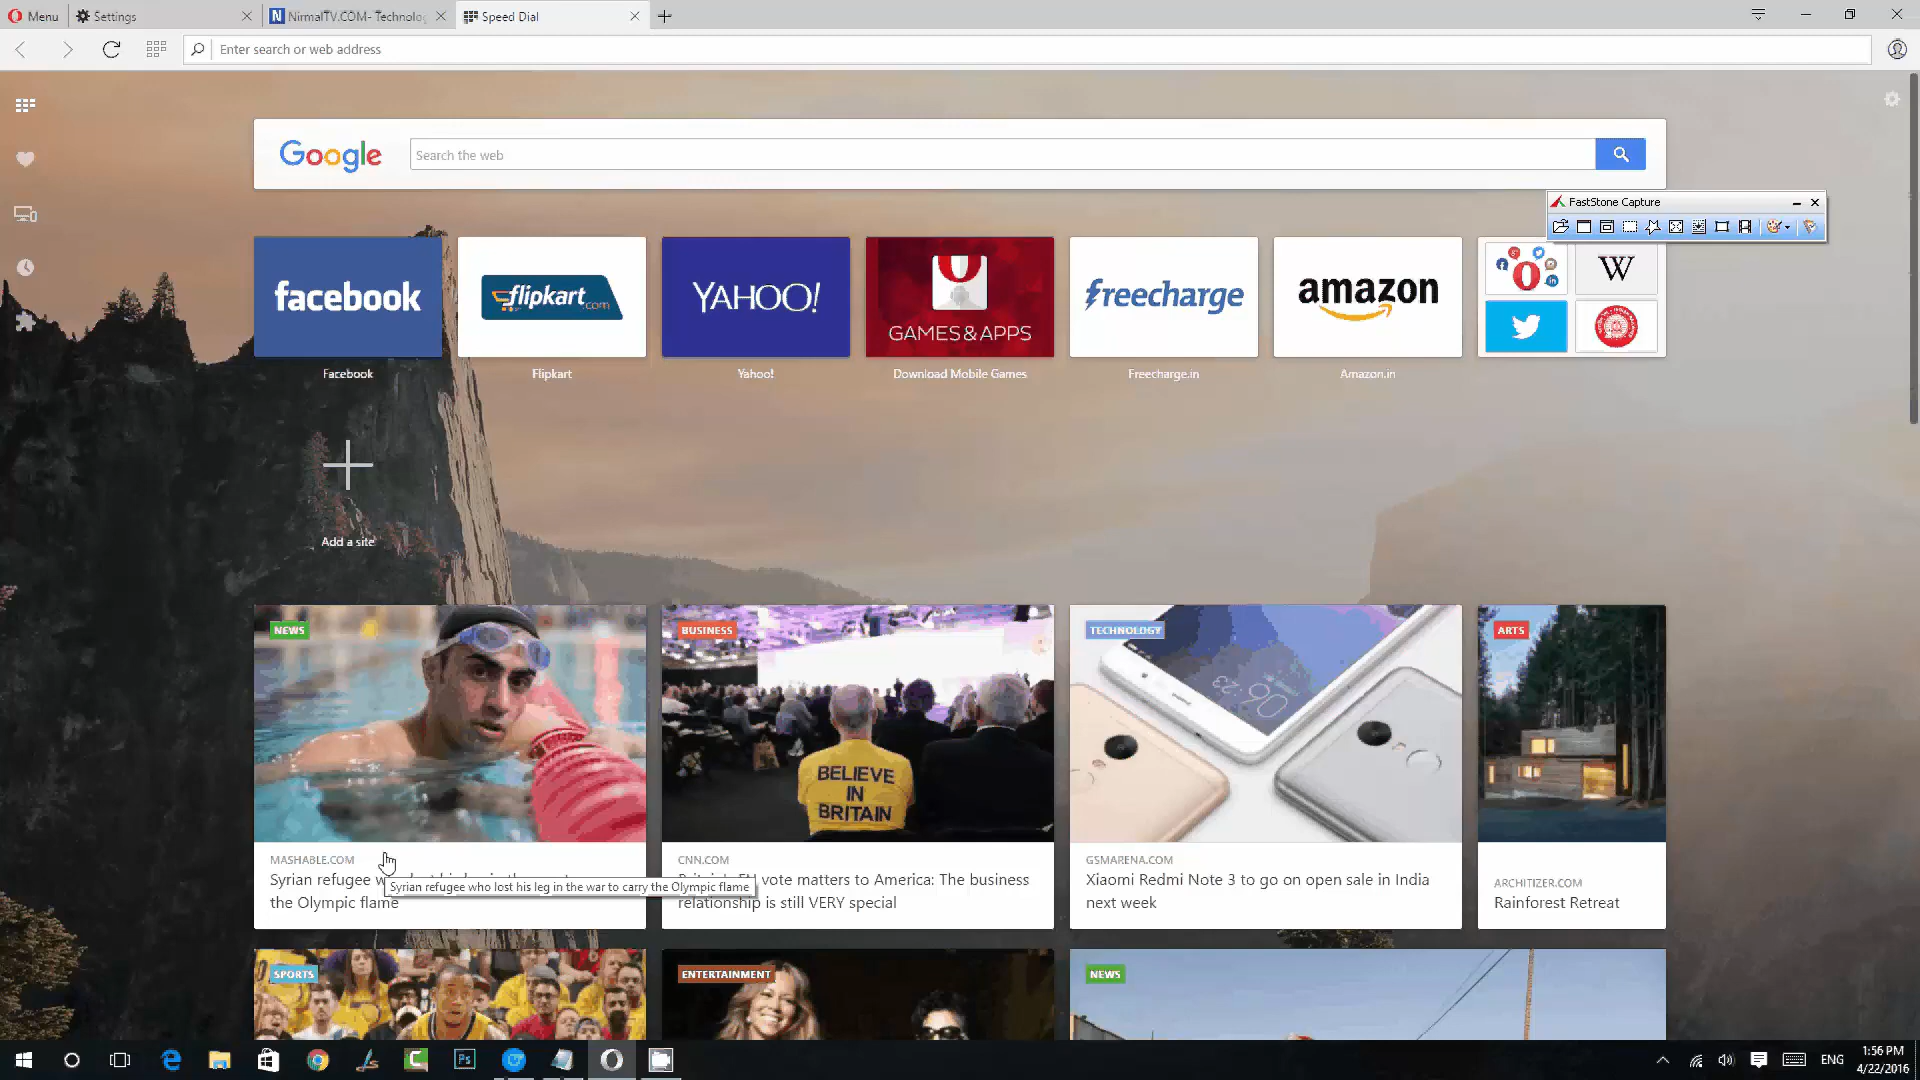 Menu
Settings
NirmalTV.COM- Technolog
Speed Dial
Enter search or web address
Google
Search the web
FastStone Capture
facebook
flipkart.com
YAHOO!
GAMES & APPS
freecharge
amazon
W
Facebook
Flipkart
Yahoo!
Download Mobile Games
Freecharge.in
Amazon.in
Add a site
NEWS
BUSINESS
TECHNOLOGY
ARTS
06:23
BELIEVE
IN
BRITAIN
MASHABLE.COM
Syrian refugee w
the Olympic flame
Syrian refugee who lost his leg in the war to carry the Olympic flame
CNN.COM
vote matters to America: The business
relationship is still VERY special
GSMARENA.COM
Xiaomi Redmi Note 3 to go on open sale in India
next week
ARCHITIZER.COM
Rainforest Retreat
SPORTS
ENTERTAINMENT
NEWS
Ps
ENG
1:56 PM
4/22/2016